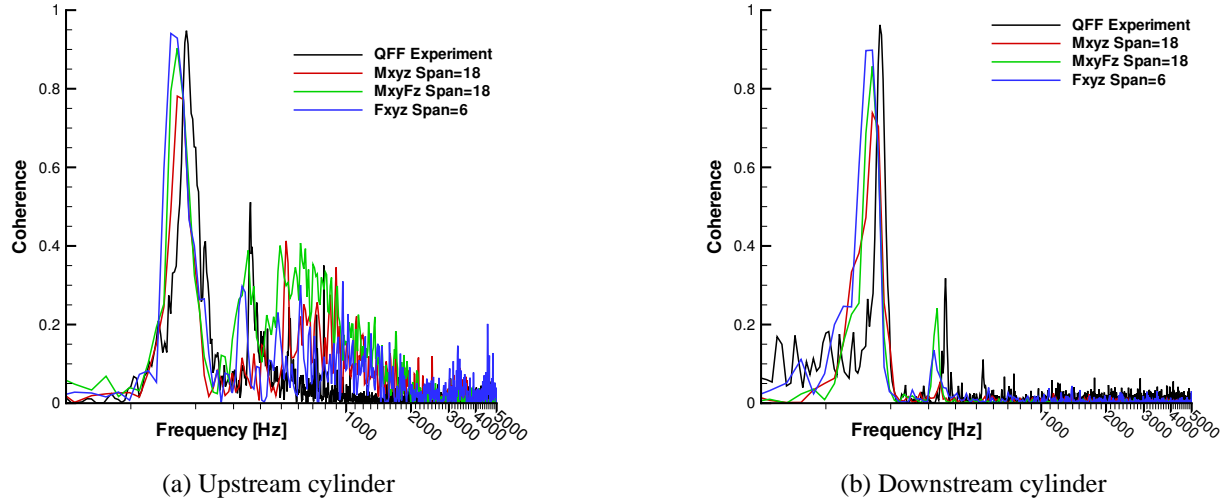 1
0.8
0.6
0.4
0.2
0
Coherence
Frequency [Hz]
1000
2000
3000
4000
5000
QFF Experiment
Mxyz Span=18
MxyFz Span=18
Fxyz Span=6
(a) Upstream cylinder
1
0.8
0.6
0.4
0.2
0
Coherence
Frequency [Hz]
1000
2000
3000
4000
5000
QFF Experiment
Mxyz Span=18
MxyFz Span=18
Fxyz Span=6
(b) Downstream cylinder